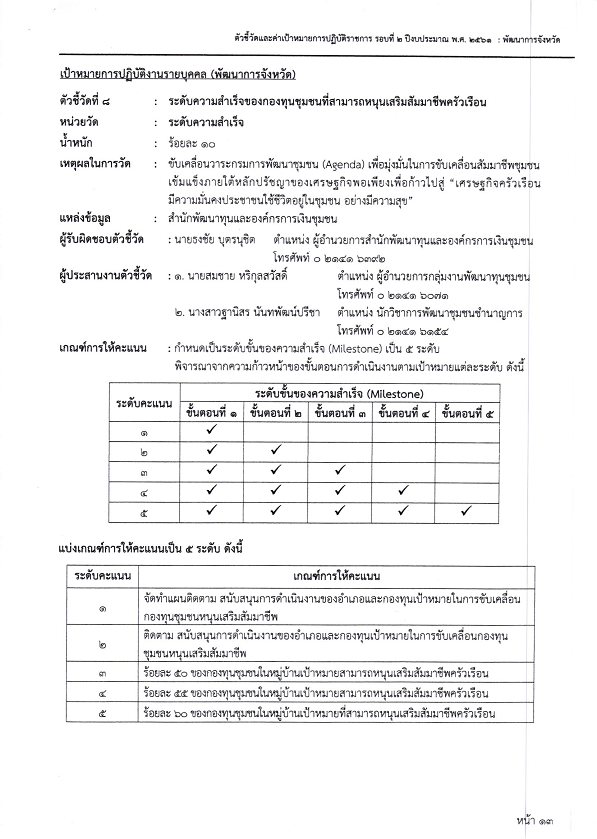 ตัวชี้วัดและค่าเป้าหมายการปฏิบัติราชการ รอบที่ ๒ ปีงบประมาณ พ.ศ. ๒๕๖๑ : พัฒนาการจังหวัด
เป้าหมายการปฏิบัติงานรายบุคคล (พัฒนาการจังหวัด)
ตัวชี้วัดที่ ๘ : ระดับความสำเร็จของกองทุนชุมชนที่สามารถหนุนเสริมสัมมาชีพครัวเรือน
หน่วยวัด : ระดับความสำเร็จ
น้ำหนัก : ร้อยละ ๑๐
เหตุผลในการวัด : ขับเคลื่อนวาระกรมการพัฒนาชุมชน (Agenda) เพื่อมุ่งมั่นในการขับเคลื่อนสัมมาชีพชุมชน
เข้มแข็งภายใต้หลักปรัชญาของเศรษฐกิจพอเพียงเพื่อก้าวไปสู่ “เศรษฐกิจครัวเรือน
มีความมั่นคงประชาชนใช้ชีวิตอยู่ในชุมชน อย่างมีความสุข”
แหล่งข้อมูล : สำนักพัฒนาทุนและองค์กรการเงินชุมชน
ผู้รับผิดชอบตัวชี้วัด : นายธงชัย บุตรนุชิต ตำแหน่ง ผู้อำนวยการสำนักพัฒนาทุนและองค์กรการเงินชุมชน
โทรศัพท์ ๐ ๒๑๔๑ ๖๓๙๒
ผู้ประสานงานตัวชี้วัด : ๑. นายสมชาย หริกุลสวัสดิ์ ตำแหน่ง ผู้อำนวยการกลุ่มงานพัฒนาทุนชุมชน
โทรศัพท์ ๐ ๒๑๔๑ ๖๐๗๑
๒. นางสาวฐานิสร นันทพัฒน์ปรีชา ตำแหน่ง นักวิชาการพัฒนาชุมชนชำนาญการ
โทรศัพท์ ๐ ๒๑๔๑ ๖๑๕๔
เกณฑ์การให้คะแนน : กำหนดเป็นระดับขั้นของความสำเร็จ (Milestone) เป็น ๕ ระดับ
พิจารณาจากความก้าวหน้าของขั้นตอนการดำเนินงานตามเป้าหมายแต่ละระดับ ดังนี้
ระดับคะแนน ระดับขั้นของความสำเร็จ (Milestone)
ขั้นตอนที่ ๑ ขั้นตอนที่ ๒ ขั้นตอนที่ ๓ ขั้นตอนที่ ๔ ขั้นตอนที่ ๕
๑ ✓
๒ ✓ ✓
๓ ✓ ✓ ✓
๔ ✓ ✓ ✓ ✓
๕ ✓ ✓ ✓ ✓ ✓
แบ่งเกณฑ์การให้คะแนนเป็น ๕ ระดับ ดังนี้
ระดับคะแนน เกณฑ์การให้คะแนน
๑ จัดทำแผนติดตาม สนับสนุนการดำเนินงานของอำเภอและกองทุนเป้าหมายในการขับเคลื่อน
กองทุนชุมชนหนุนเสริมสัมมาชีพ
๒ ติดตาม สนับสนุนการดำเนินงานของอำเภอและกองทุนเป้าหมายในการขับเคลื่อนกองทุน
ชุมชนหนุนเสริมสัมมาชีพ
๓ ร้อยละ ๕๐ ของกองทุนชุมชนในหมู่บ้านเป้าหมายสามารถหนุนเสริมสัมมาชีพครัวเรือน
๔ ร้อยละ ๕๕ ของกองทุนชุมชนในหมู่บ้านเป้าหมายสามารถหนุนเสริมสัมมาชีพครัวเรือน
๕ ร้อยละ ๖๐ ของกองทุนชุมชนในหมู่บ้านเป้าหมายที่สามารถหนุนเสริมสัมมาชีพครัวเรือน
หน้า ๑๓